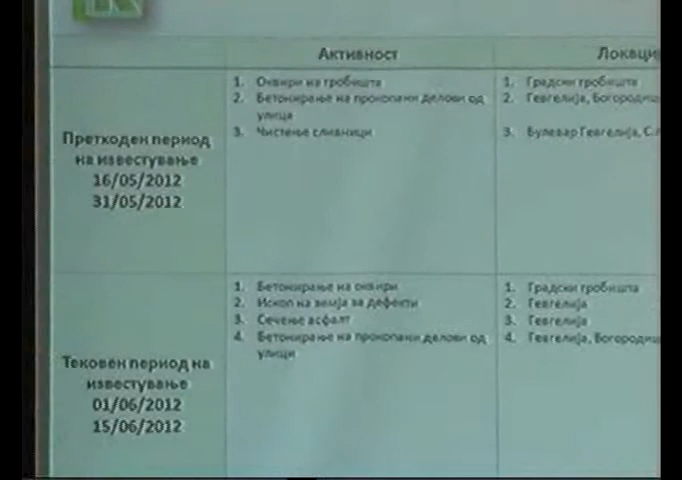 Активност
Локациј
Претходен период
на известување
16/05/2012
31/05/2012
1. Оквири на гробишта
2. Бетонирање на прокопани делови од
улица
3. Чистење сливници
1. Градски гробишта
2. Гевгелија, Богородиц
3. Булевар Гевгелија, С.
Тековен период на
известување
01/06/2012
15/06/2012
1. Бетонирање на оквири
2. Ископ на земја за дефекти
3. Сечење асфалт
4. Бетонирање на прокопани делови од
улици
1. Градски гробишта
2. Гевгелија
3. Гевгелија
4. Гевгелија, Богородиц